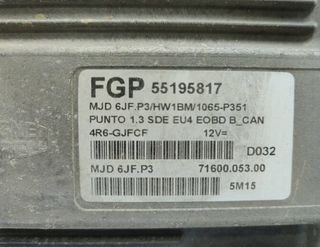 FGP 55195817
MJD 6JF.P3/HW1BM/1065-P351
PUNTO 1.3 SDE EU4 EOBD B_CAN
4R6-GJFCF 12V=
D032
MJD 6JF.P3 71600.053.00
5M15